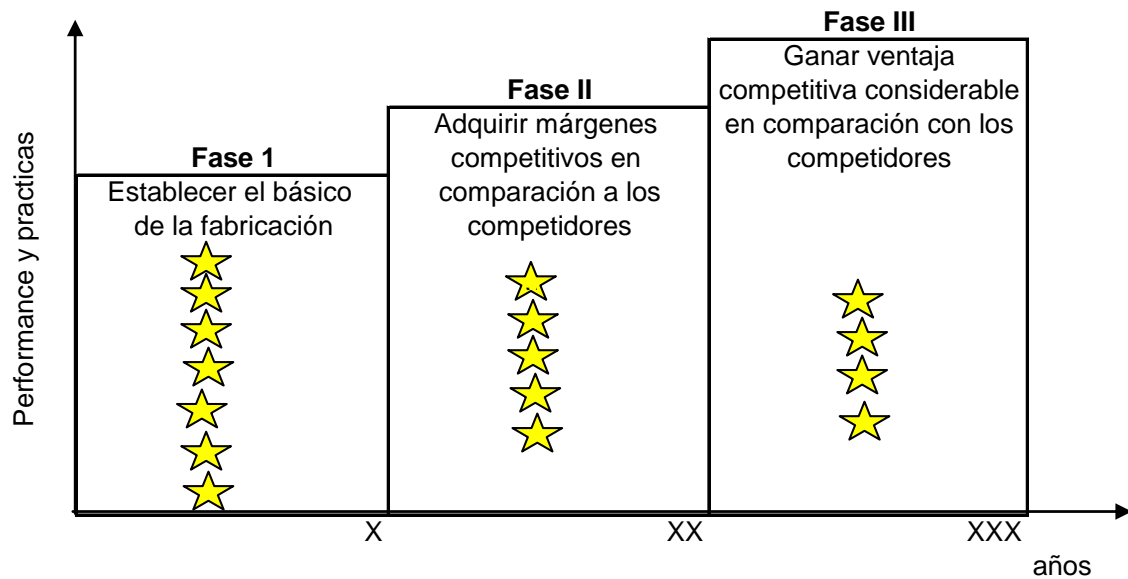 Fase 1
Establecer el básico
de la fabricación
Fase II
Adquirir márgenes
competitivos en
comparación a los
competidores
Fase III
Ganar ventaja
competitiva considerable
en comparación con los
competidores
Performance y practicas
X
XX
XXX
años